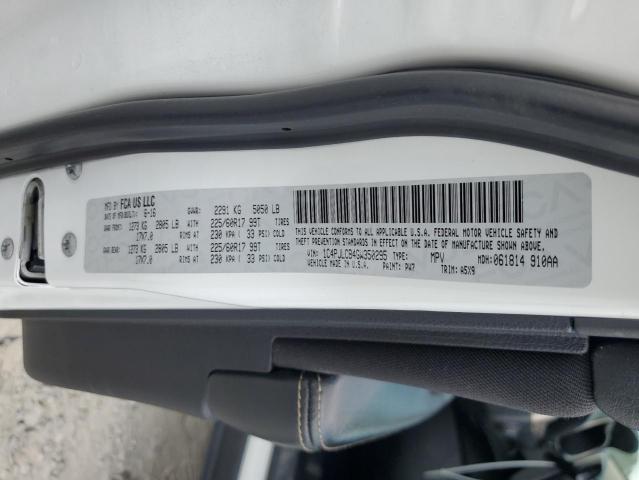 MFD BY FCA US LLC
DATE OF MFR/BUILT: 6-16 GVWR: 2291 KG 5050 LB
GAWR FRONT: 1273 KG 2805 LB 225/60R17 99T TIRES
17X7.0 RIMS AT 230 KPA ( 33 PSI) COLD
GAWR REAR: 1273 KG 2805 LB 225/60R17 99T TIRES
17X7.0 RIMS AT 230 KPA ( 33 PSI) COLD
THIS VEHICLE CONFORMS TO ALL APPLICABLE U.S.A. FEDERAL MOTOR VEHICLE SAFETY AND
THEFT PREVENTION STANDARDS IN EFFECT ON THE DATE OF MANUFACTURE SHOWN ABOVE.
VIN: 1C4PJLCB4GW350295 TYPE: MPV MDH: 061814 910AA
VEHICLE MADE IN U.S.A. PAINT: PW7 TRIM: A5X9